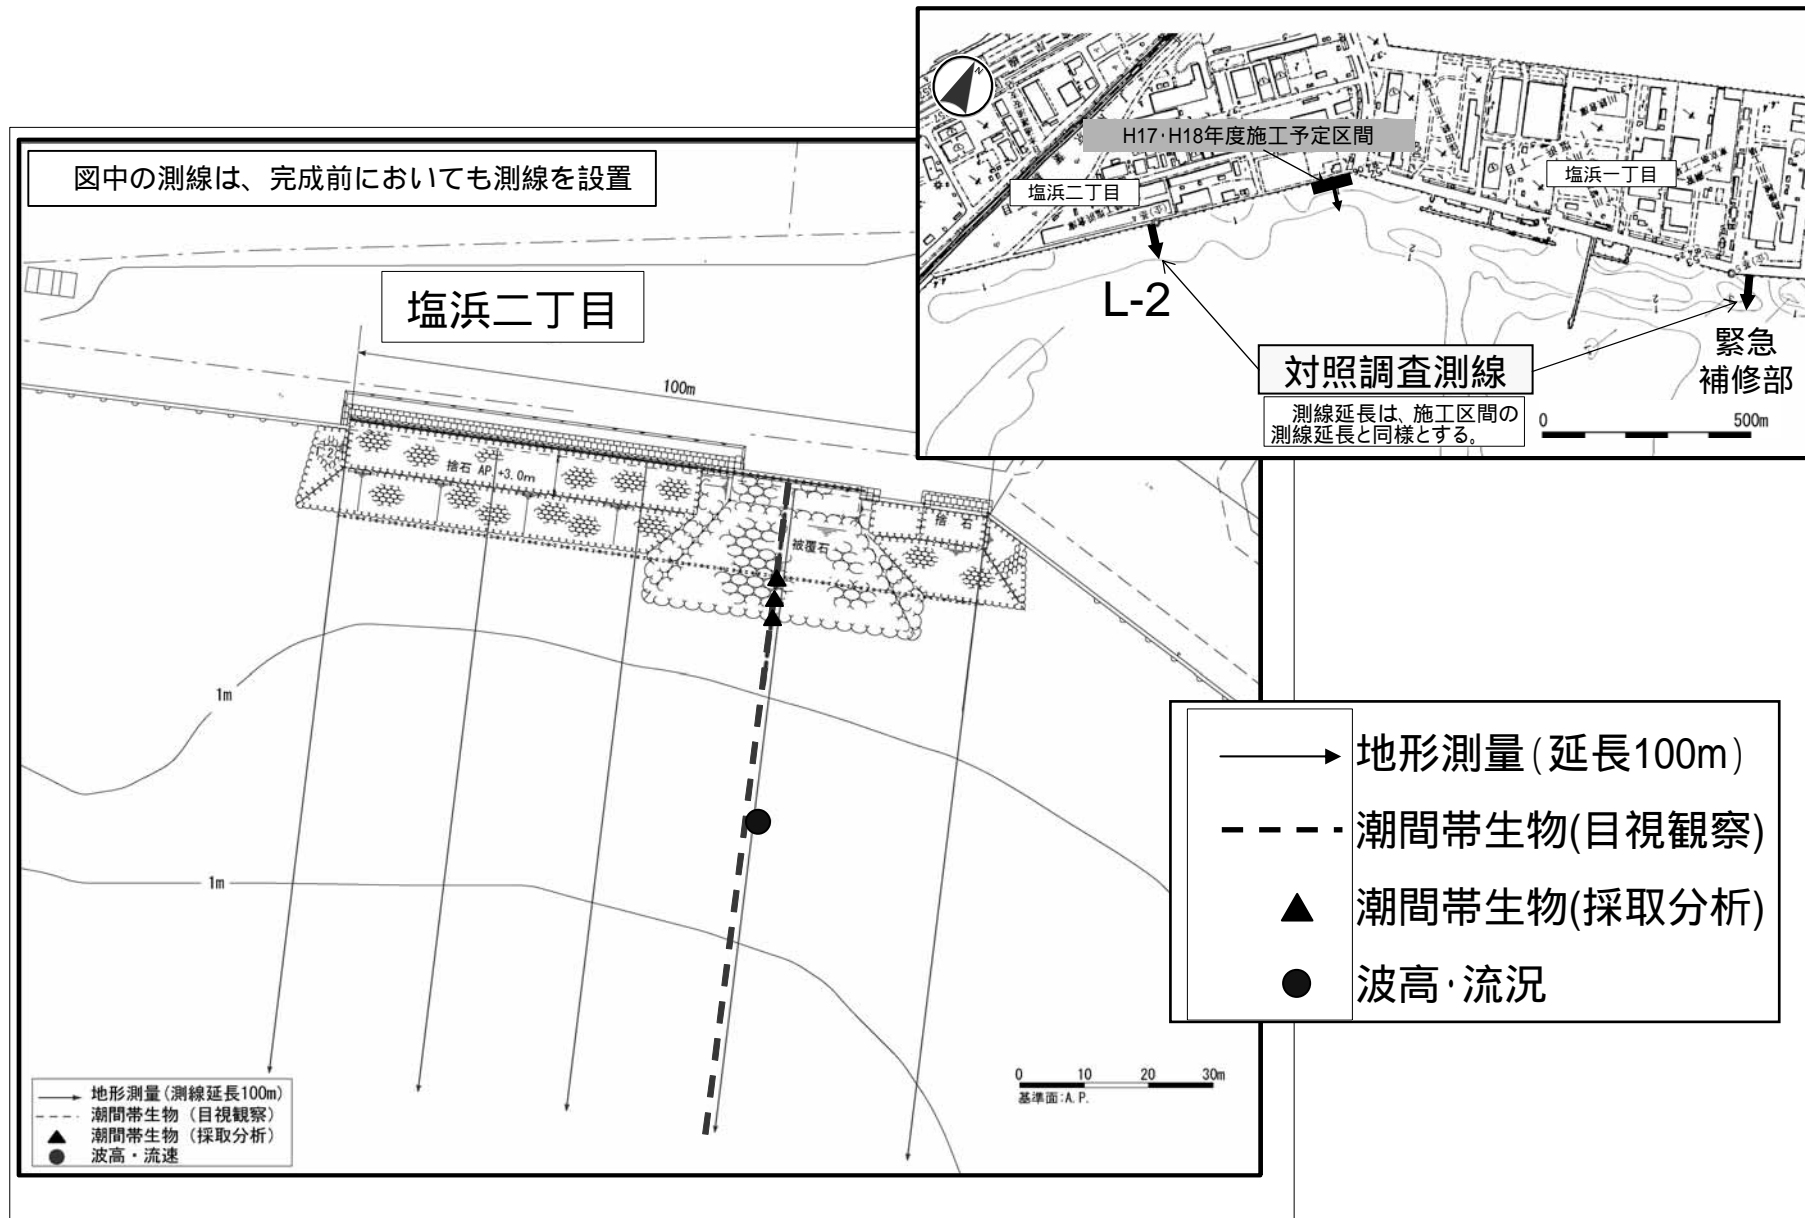 図中の測線は、完成前においても測線を設置
塩浜二丁目
100m
捨石 AP.+3.0m
捨 石
被覆石
1m
1m
地形測量(測線延長100m)
潮間帯生物 (目視観察)
潮間帯生物 (採取分析)
波高・流速
0 10 20 30m
基準面:A.P.
N
H17・H18年度施工予定区間
塩浜二丁目
塩浜一丁目
L-2
対照調査測線
測線延長は、施工区間の
測線延長と同様とする。
緊急
補修部
0 500m
地形測量(延長100m)
潮間帯生物(目視観察)
潮間帯生物(採取分析)
波高・流況